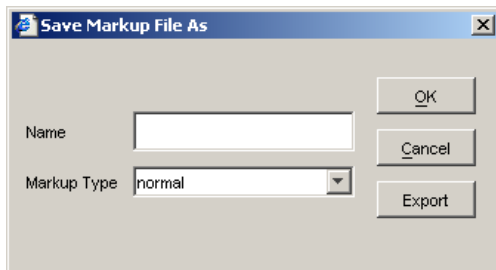 Save Markup File As
OK
Name
Cancel
Markup Type normal
Export